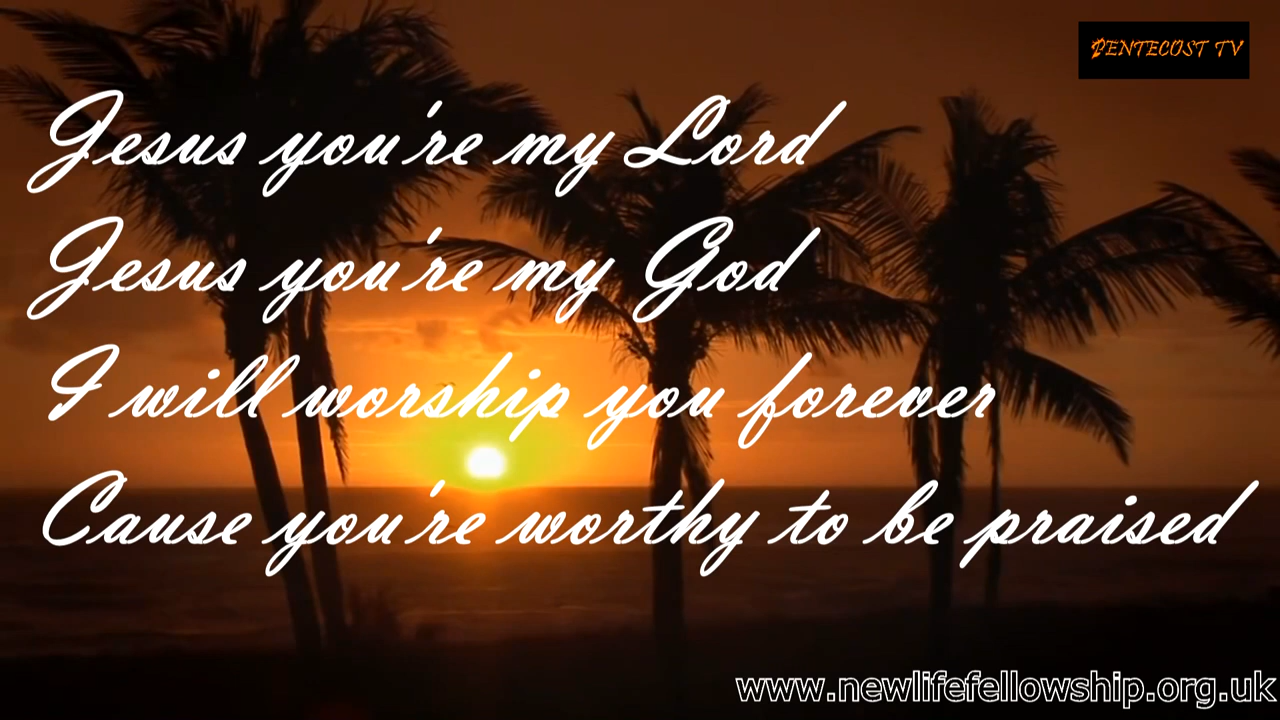 PENTECOST TV
Jesus you're my Lord
Jesus you're my God
I will worship you forever
Cause you're worthy to be praised
www.newlifefellowship.org.uk